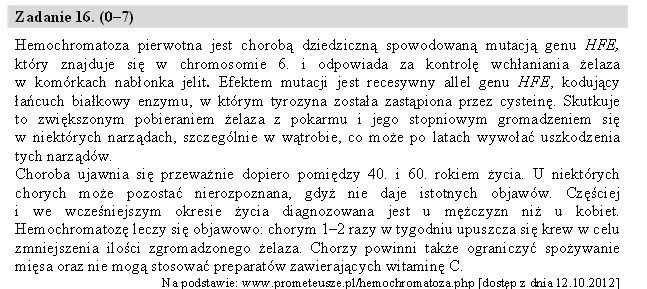 Zadanie 16. (0–7)
Hemochromatoza pierwotna jest chorobą dziedziczną spowodowaną mutacją genu HFE,
który znajduje się w chromosomie 6. i odpowiada za kontrolę wchłaniania żelaza
w komórkach nabłonka jelit. Efektem mutacji jest recesywny allel genu HFE, kodujący
łańcuch białkowy enzymu, w którym tyrozyna została zastąpiona przez cysteinę. Skutkuje
to zwiększonym pobieraniem żelaza z pokarmu i jego stopniowym gromadzeniem się
w niektórych narządach, szczególnie w wątrobie, co może po latach wywołać uszkodzenia
tych narządów.
Choroba ujawnia się przeważnie dopiero pomiędzy 40. i 60. rokiem życia. U niektórych
chorych może pozostać nierozpoznana, gdyż nie daje istotnych objawów. Częściej
i we wcześniejszym okresie życia diagnozowana jest u mężczyzn niż u kobiet.
Hemochromatozę leczy się objawowo: chorym 1–2 razy w tygodniu upuszcza się krew w celu
zmniejszenia ilości zgromadzonego żelaza. Chorzy powinni także ograniczyć spożywanie
mięsa oraz nie mogą stosować preparatów zawierających witaminę C.
Na podstawie: www.prometeusze.pl/hemochromatoza.php [dostęp z dnia 12.10.2012]